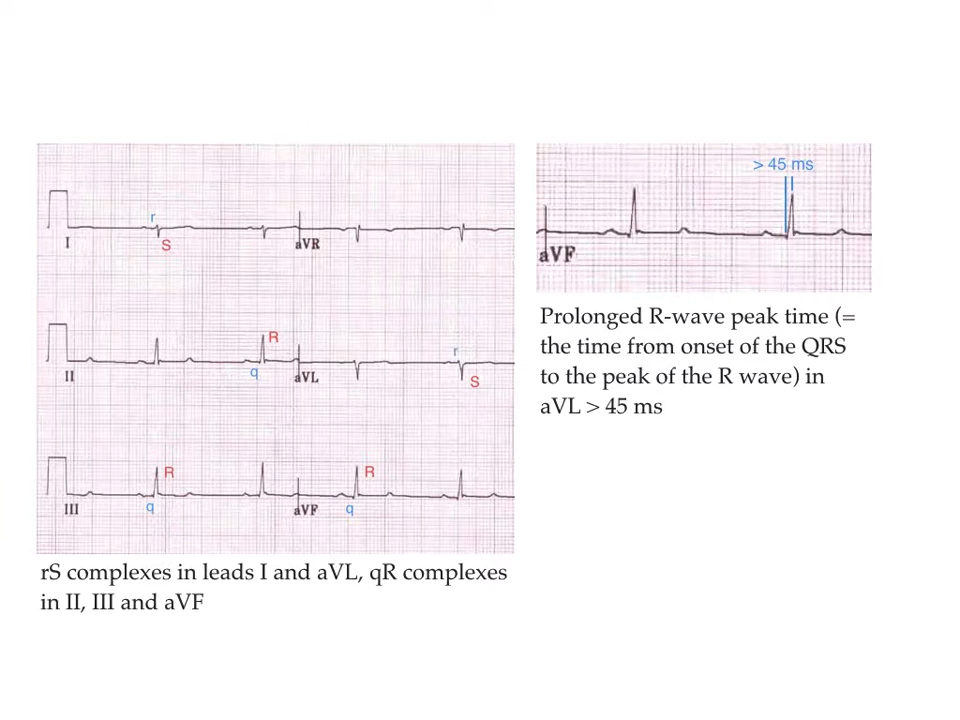 r
S
I
aVR
R
q
II
aVL
r
S
R
R
III
q
aVF
q
rS complexes in leads I and aVL, qR complexes
in II, III and aVF
> 45 ms
aVF
Prolonged R-wave peak time (=
the time from onset of the QRS
to the peak of the R wave) in
aVL > 45 ms